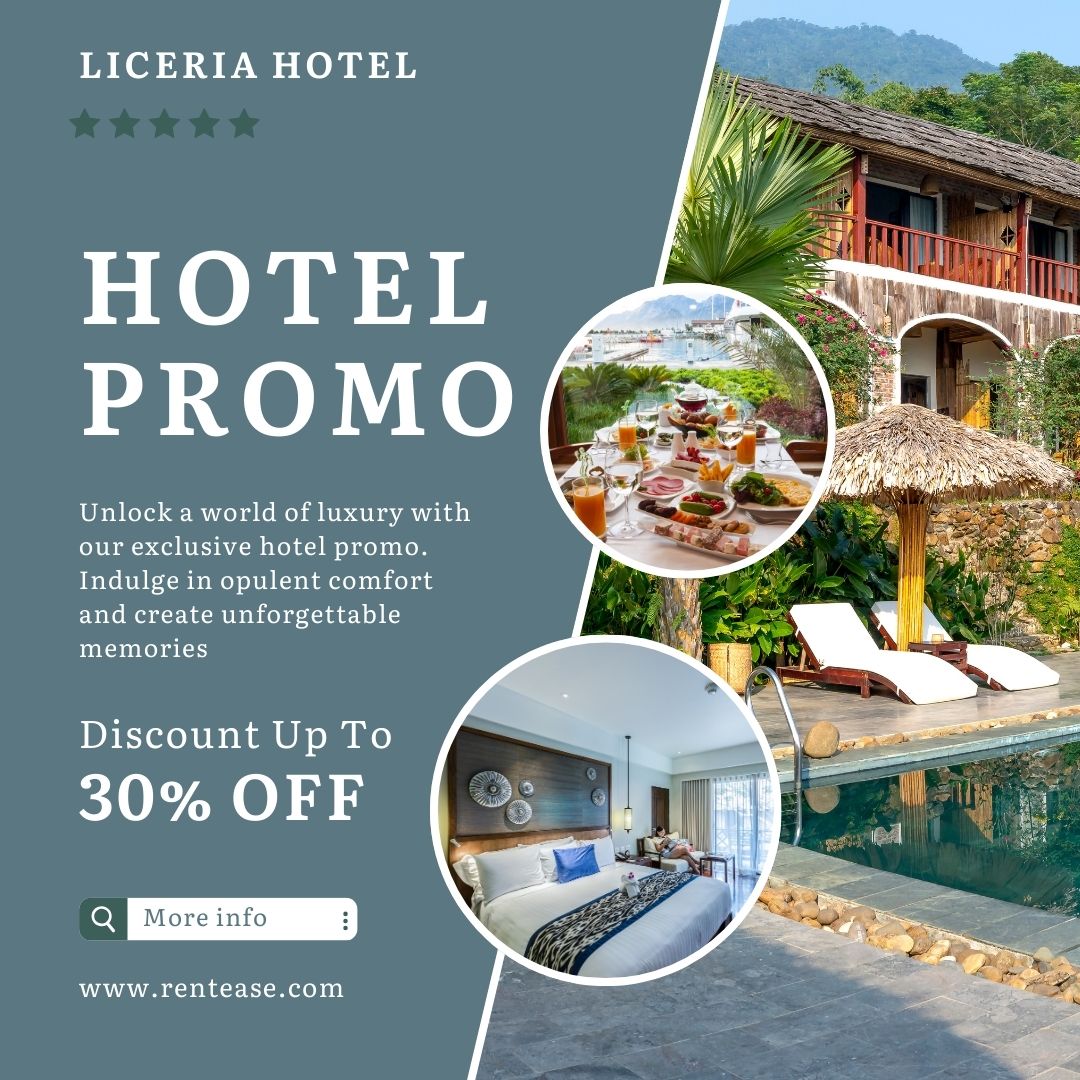 LICERIA HOTEL
HOTEL
PROMO
Unlock a world of luxury with
our exclusive hotel promo.
Indulge in opulent comfort
and create unforgettable
memories
Discount Up To
30% OFF
More info
www.rentease.com